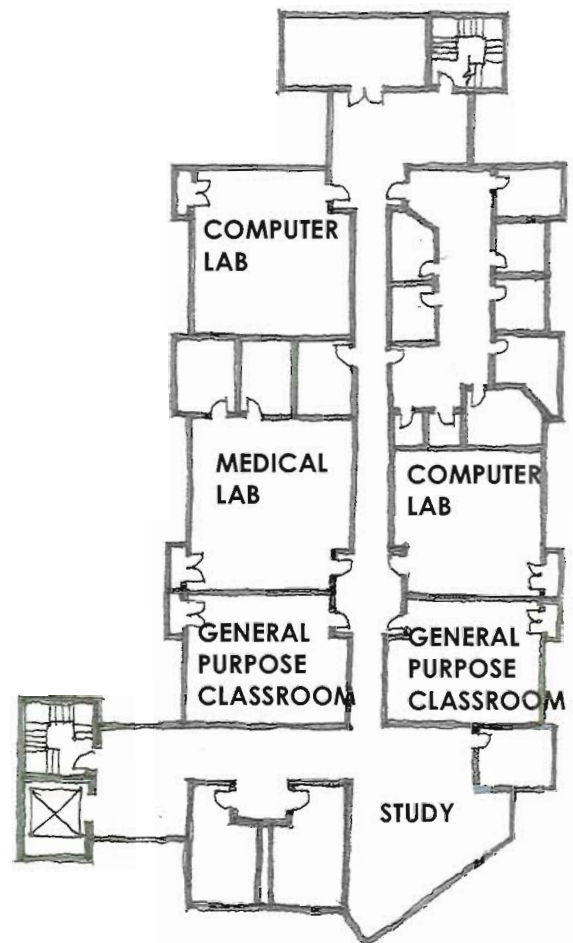 COMPUTER
LAB
MEDICAL
LAB
COMPUTER
LAB
GENERAL
PURPOSE
CLASSROOM
GENERAL
PURPOSE
CLASSROOM
STUDY